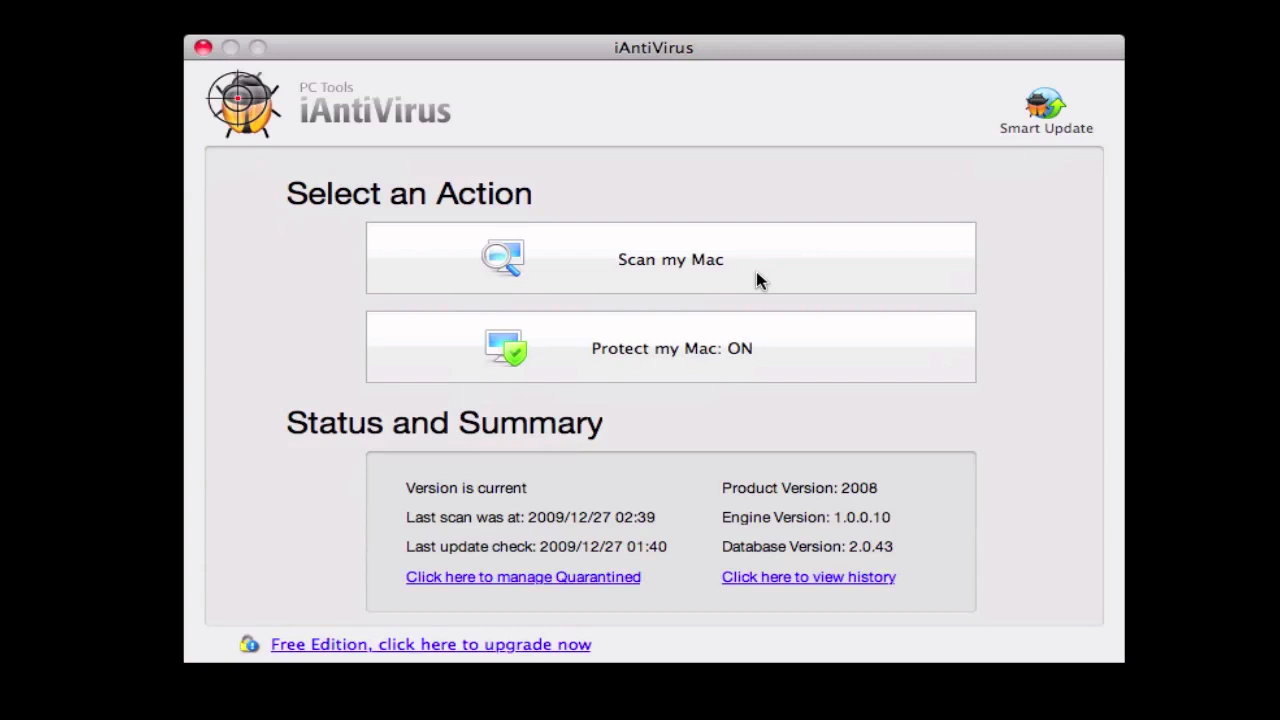 iAntiVirus
PC Tools
iAntiVirus
Smart Update
Select an Action
Scan my Mac
Protect my Mac: ON
Status and Summary
Version is current
Product Version: 2008
Last scan was at: 2009/12/27 02:39
Engine Version: 1.0.0.10
Last update check: 2009/12/27 01:40
Database Version: 2.0.43
Click here to manage Quarantined
Click here to view history
Free Edition, click here to upgrade now